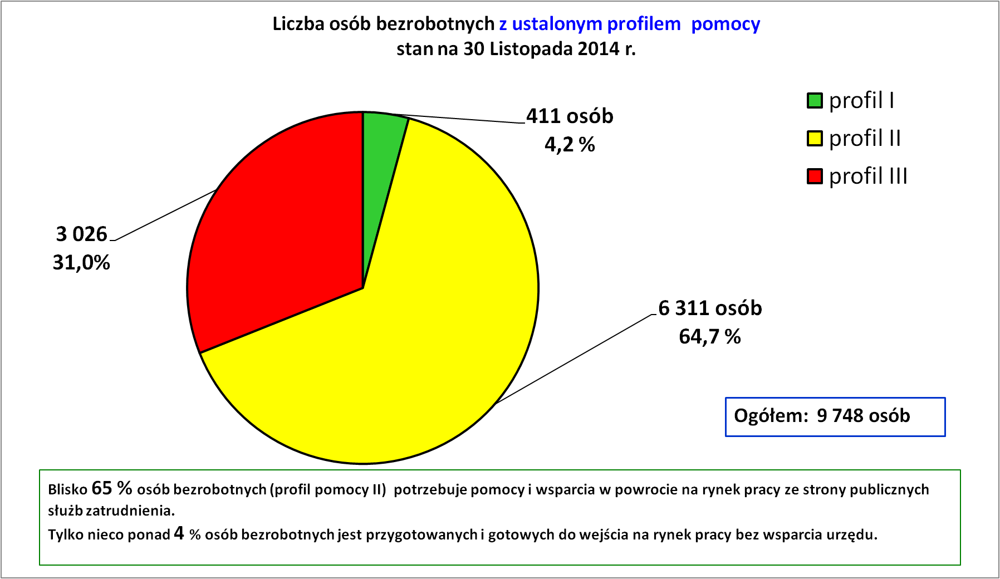 Liczba osób bezrobotnych z ustalonym profilem pomocy
stan na 30 Listopada 2014 r.
profil I
profil II
profil III
411 osób
4,2 %
3 026
31,0%
6 311 osób
64,7 %
Ogółem: 9 748 osób
Blisko 65 % osób bezrobotnych (profil pomocy II) potrzebuje pomocy i wsparcia w powrocie na rynek pracy ze strony publicznych
służb zatrudnienia.
Tylko nieco ponad 4 % osób bezrobotnych jest przygotowanych i gotowych do wejścia na rynek pracy bez wsparcia urzędu.